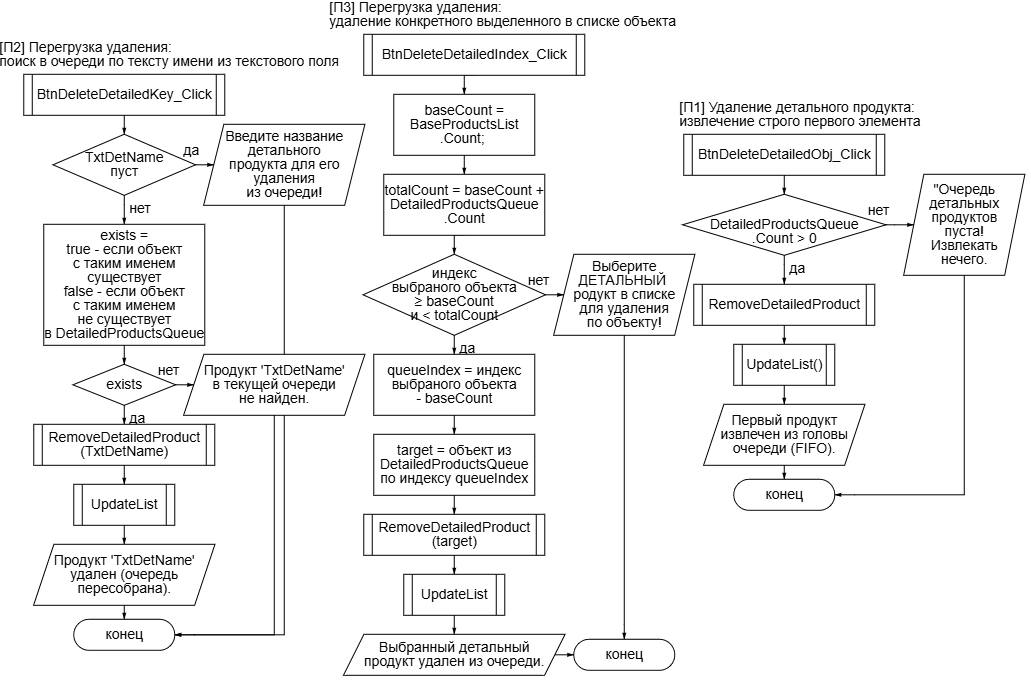 [П2] Перегрузка удаления:
поиск в очереди по тексту имени из текстового поля
BtnDeleteDetailedKey_Click
TxtDetName
пуст
да
Введите название
детального
продукта для его
удаления
из очереди!
нет
exists =
true - если объект
с таким именем
существует
false - если объект
с таким именем
не существует
в DetailedProductsQueue
exists
нет
Продукт 'TxtDetName'
в текущей очереди
не найден.
да
RemoveDetailedProduct
(TxtDetName)
UpdateList
Продукт 'TxtDetName'
удален (очередь
пересобрана).
конец
[П3] Перегрузка удаления:
удаление конкретного выделенного в списке объекта
BtnDeleteDetailedIndex_Click
baseCount =
BaseProductsList
.Count;
totalCount = baseCount +
DetailedProductsQueue
.Count
индекс
выбраного объекта
≥ baseCount
и < totalCount
нет
Выберите
ДЕТАЛЬНЫЙ
родукт в списке
для удаления
по объекту!
да
queueIndex = индекс
выбраного объекта
- baseCount
target = объект из
DetailedProductsQueue
по индексу queueIndex
RemoveDetailedProduct
(target)
UpdateList
Выбранный детальный
продукт удален из очереди.
конец
[П1] Удаление детального продукта:
извлечение строго первого элемента
BtnDeleteDetailedObj_Click
DetailedProductsQueue
.Count > 0
нет
"Очередь
детальных
продуктов
пуста!
Извлекать
нечего.
да
RemoveDetailedProduct
UpdateList()
Первый продукт
извлечен из головы
очереди (FIFO).
конец